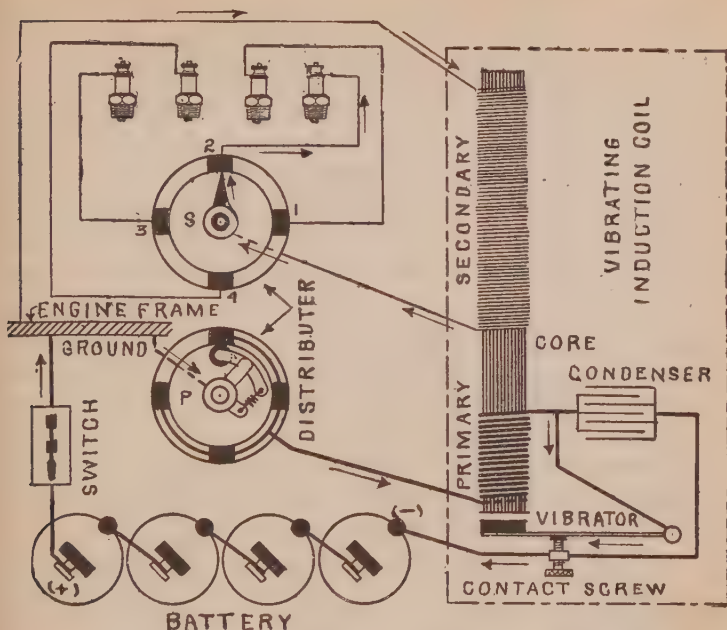 2
1
S
3
4
ENGINE FRAME
GROUND
P
DISTRIBUTER
SWITCH
(+)
(-)
BATTERY
SECONDARY
VIBRATING
INDUCTION COIL
CORE
CONDENSER
PRIMARY
VIBRATOR
CONTACT SCREW